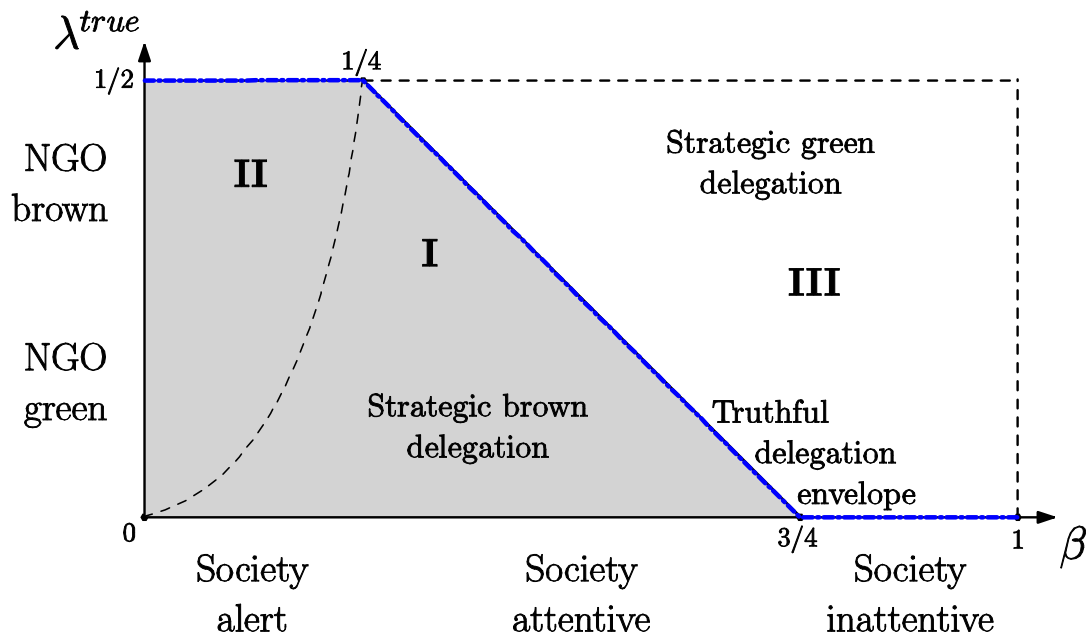 λ^true
1/2
1/4
NGO
brown
II
I
Strategic green
delegation
III
NGO
green
Strategic brown
delegation
Truthful
delegation
envelope
0
3/4
1
β
Society
alert
Society
attentive
Society
inattentive